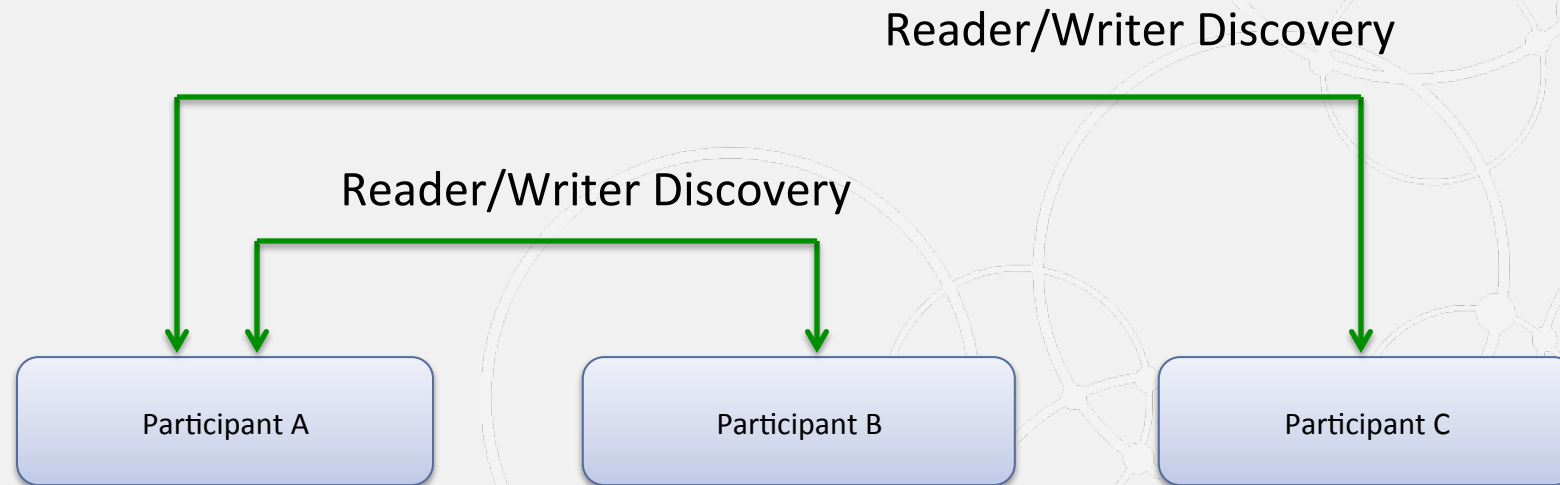 Reader/Writer Discovery
Reader/Writer Discovery
Participant A
Participant B
Participant C